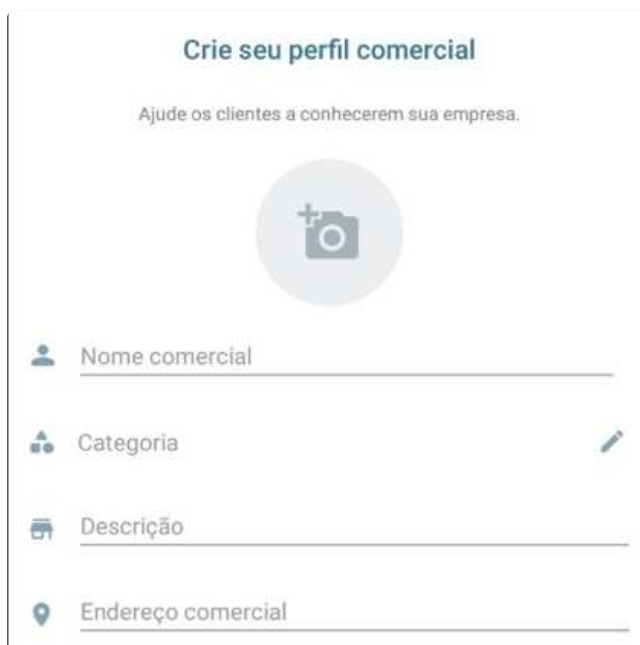 Crie seu perfil comercial
Ajude os clientes a conhecerem sua empresa.
Nome comercial
Categoria
Descrição
Endereço comercial